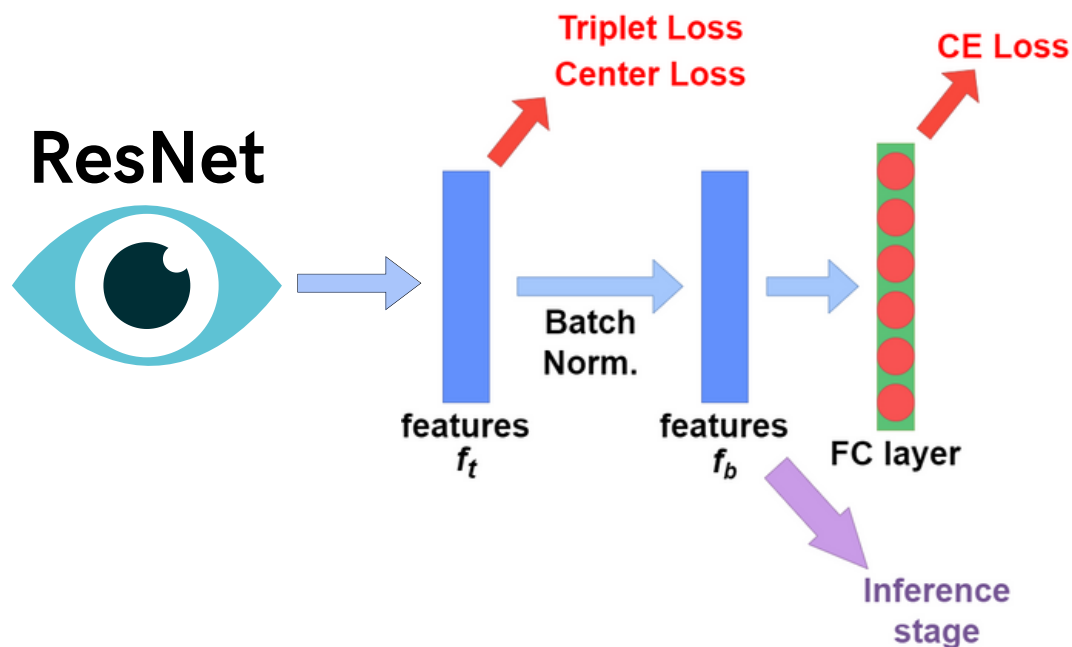 Triplet Loss
Center Loss
CE Loss
ResNet
Batch
Norm.
features
f_t
features
f_b
FC layer
Inference
stage